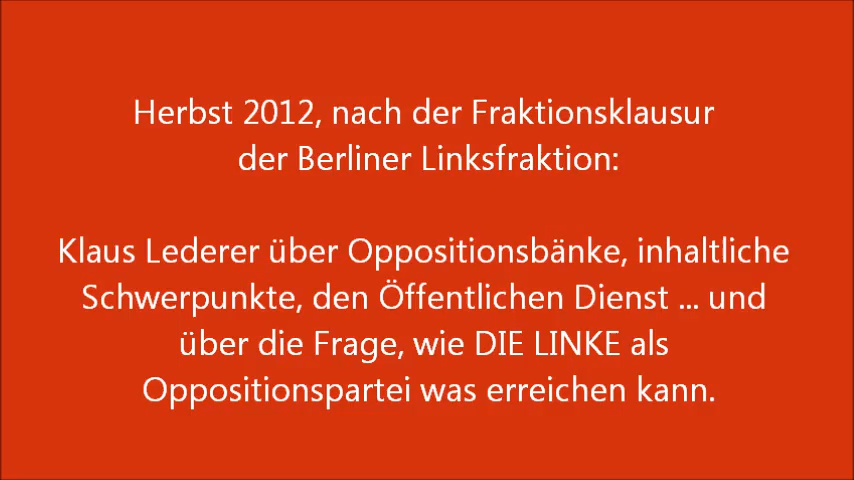 Herbst 2012, nach der Fraktionsklausur
der Berliner Linksfraktion:
Klaus Lederer über Oppositionsbänke, inhaltliche
Schwerpunkte, den Öffentlichen Dienst ... und
über die Frage, wie DIE LINKE als
Oppositionspartei was erreichen kann.